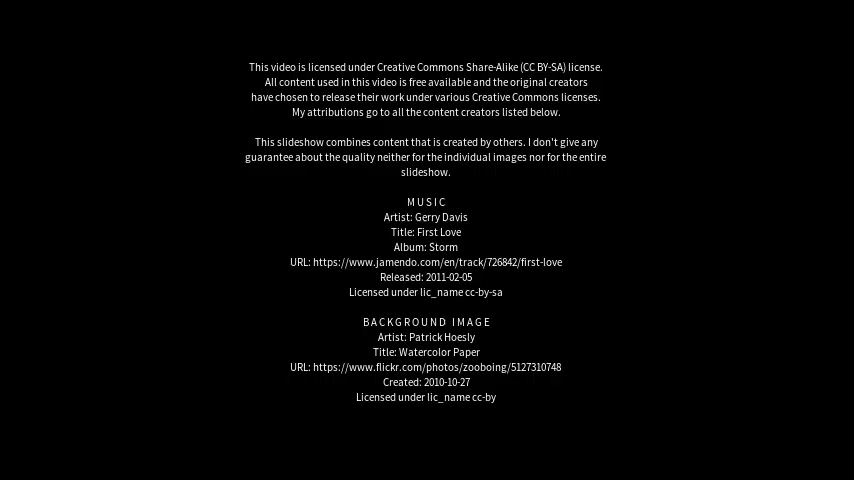 This video is licensed under Creative Commons Share-Alike (CC BY-SA) license.
All content used in this video is free available and the original creators
have chosen to release their work under various Creative Commons licenses.
My attributions go to all the content creators listed below.
This slideshow combines content that is created by others. I don't give any
guarantee about the quality neither for the individual images nor for the entire
slideshow.
MUSIC
Artist: Gerry Davis
Title: First Love
Album: Storm
URL: https://www.jamendo.com/en/track/726842/first-love
Released: 2011-02-05
Licensed under lic_name cc-by-sa
BACKGROUND IMAGE
Artist: Patrick Hoesly
Title: Watercolor Paper
URL: https://www.flickr.com/photos/zooboing/5127310748
Created: 2010-10-27
Licensed under lic_name cc-by